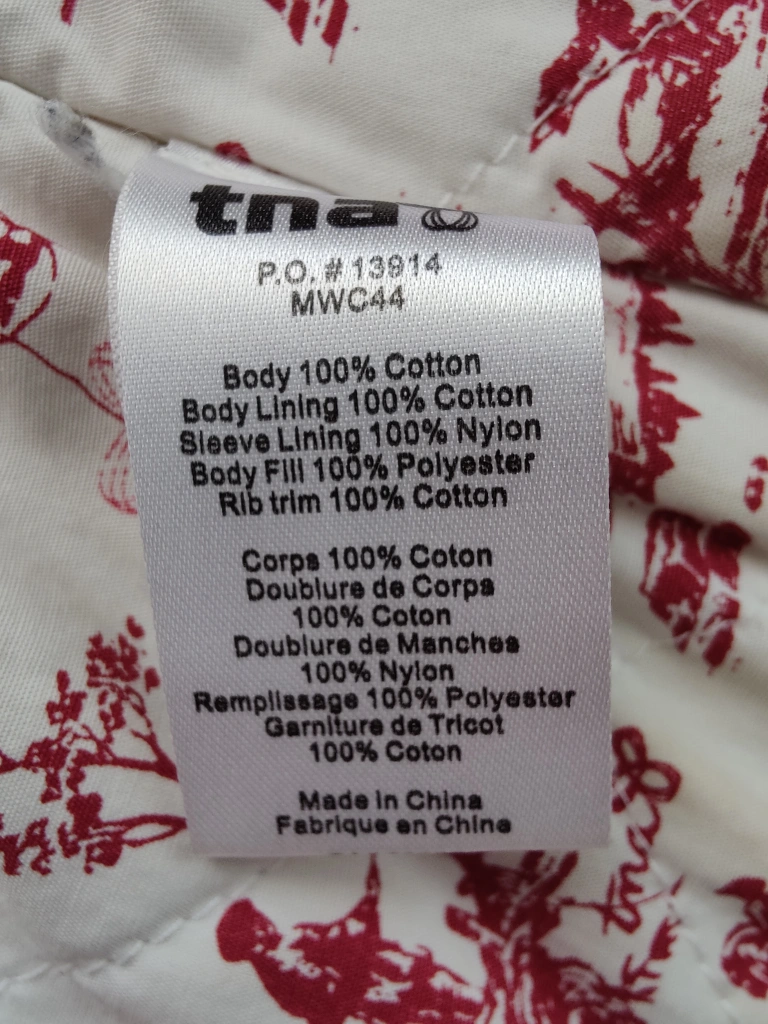 tna
P.O. # 13914
MWC44
Body 100% Cotton
Body Lining 100% Cotton
Sleeve Lining 100% Nylon
Body Fill 100% Polyester
Rib trim 100% Cotton
Corps 100% Coton
Doublure de Corps
100% Coton
Doublure de Manches
100% Nylon
Remplissage 100% Polyester
Garniture de Tricot
100% Coton
Made in China
Fabrique en Chine
tna